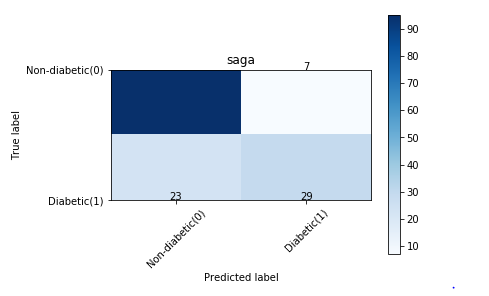 saga
Non-diabetic(0)
7
Diabetic(1)
23
29
Non-diabetic(0)
Diabetic(1)
True label
Predicted label
90
80
70
60
50
40
30
20
10